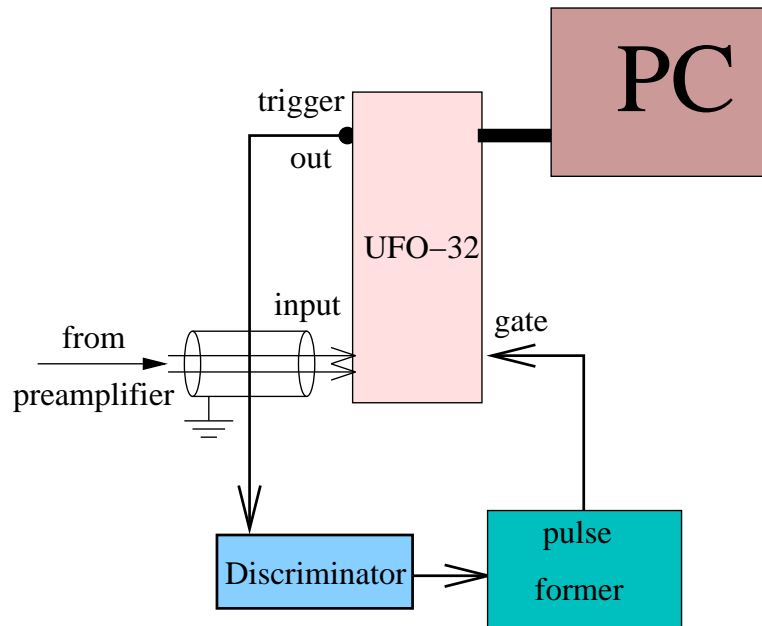 PC
trigger
out
UFO−32
input
gate
from
preamplifier
pulse
former
Discriminator